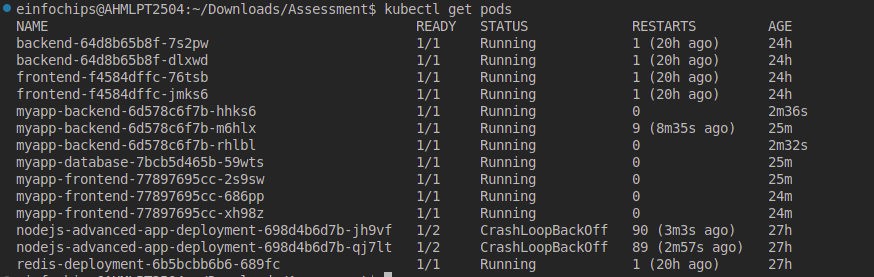 einfochips@AHMLPT2504:~/Downloads/Assessment$ kubectl get pods
NAME READY STATUS RESTARTS AGE
backend-64d8b65b8f-7s2pw 1/1 Running 1 (20h ago) 24h
backend-64d8b65b8f-dlxwd 1/1 Running 1 (20h ago) 24h
frontend-f4584dffc-76tsb 1/1 Running 1 (20h ago) 24h
frontend-f4584dffc-jmks6 1/1 Running 1 (20h ago) 24h
myapp-backend-6d578c6f7b-hhks6 1/1 Running 0 2m36s
myapp-backend-6d578c6f7b-m6hlx 1/1 Running 9 (8m35s ago) 25m
myapp-backend-6d578c6f7b-rhlbl 1/1 Running 0 2m32s
myapp-database-7bcb5d465b-59wts 1/1 Running 0 25m
myapp-frontend-77897695cc-2s9sw 1/1 Running 0 25m
myapp-frontend-77897695cc-686pp 1/1 Running 0 24m
myapp-frontend-77897695cc-xh98z 1/1 Running 0 24m
nodejs-advanced-app-deployment-698d4b6d7b-jh9vf 1/2 CrashLoopBackOff 90 (3m3s ago) 27h
nodejs-advanced-app-deployment-698d4b6d7b-qj7lt 1/2 CrashLoopBackOff 89 (2m57s ago) 27h
redis-deployment-6b5bcbb6b6-689fc 1/1 Running 1 (20h ago) 27h
einfochips@AHMLPT2504:~/Downloads/Assessment$